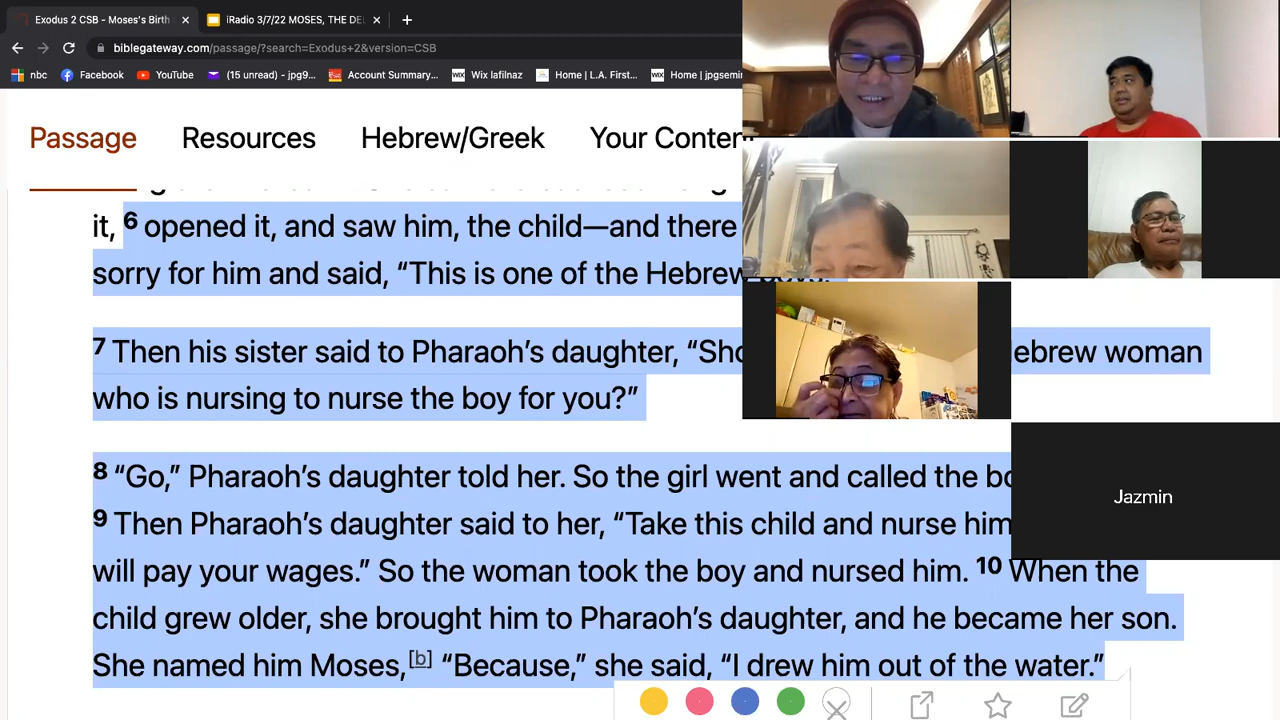 Exodus 2 CSB - Moses's Birth
iRadio 3/7/22 MOSES, THE DEL
biblegateway.com/passage/?search=Exodus+2&version=CSB
nbc Facebook YouTube (15 unread) - jpg9... Account Summary... Wix lafilnaz Home | L.A. First... Home | jpgsemi
Passage Resources Hebrew/Greek Your Conten
it, 6 opened it, and saw him, the child—and there
sorry for him and said, “This is one of the Hebrew
7 Then his sister said to Pharaoh’s daughter, “Sho ebrew woman
who is nursing to nurse the boy for you?”
8 “Go,” Pharaoh’s daughter told her. So the girl went and called the bo
9 Then Pharaoh’s daughter said to her, “Take this child and nurse him
will pay your wages.” So the woman took the boy and nursed him. 10 When the
child grew older, she brought him to Pharaoh’s daughter, and he became her son.
She named him Moses,[b] “Because,” she said, “I drew him out of the water.”
Jazmin